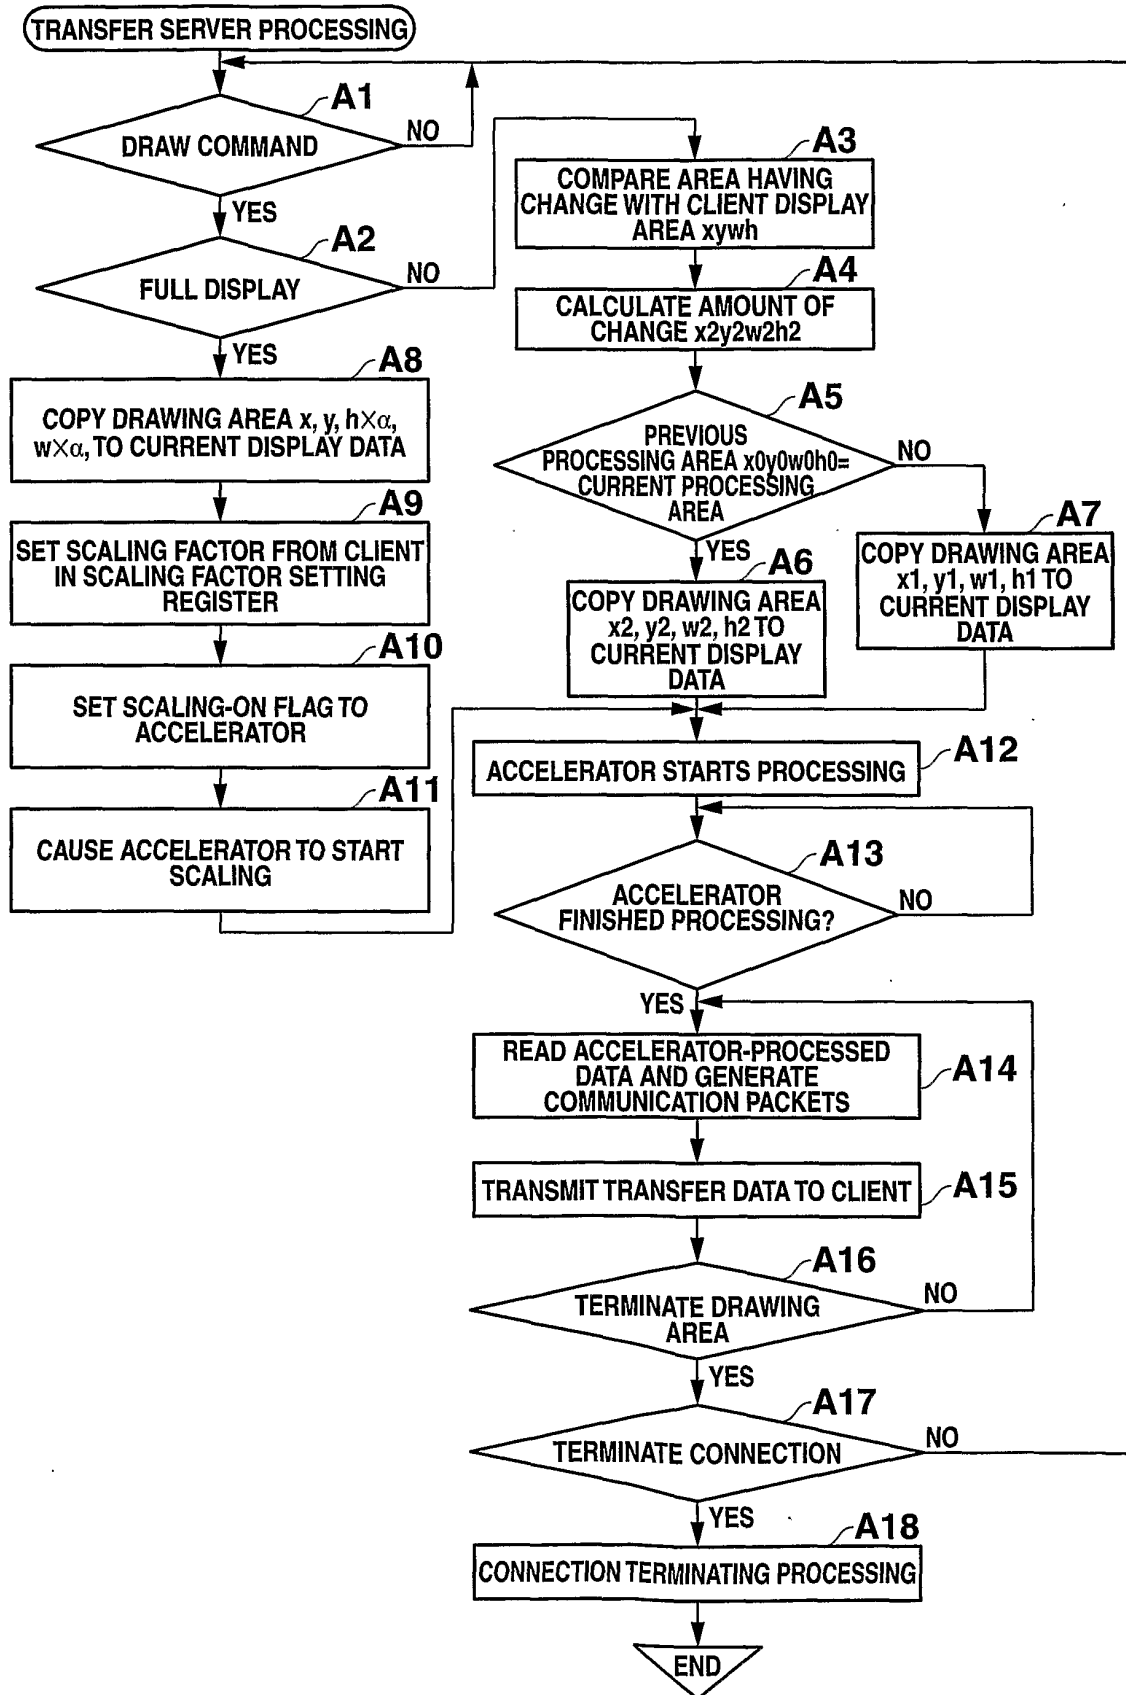 TRANSFER SERVER PROCESSING
A1
DRAW COMMAND
NO
YES
A2
FULL DISPLAY
NO
YES
A3
COMPARE AREA HAVING
CHANGE WITH CLIENT DISPLAY
AREA xywh
A4
CALCULATE AMOUNT OF
CHANGE x2y2w2h2
A5
PREVIOUS
PROCESSING AREA x0y0w0h0=
CURRENT PROCESSING
AREA
NO
YES
A6
COPY DRAWING AREA
x2, y2, w2, h2 TO
CURRENT DISPLAY
DATA
A7
COPY DRAWING AREA
x1, y1, w1, h1 TO
CURRENT DISPLAY
DATA
A8
COPY DRAWING AREA x, y, h×α,
w×α, TO CURRENT DISPLAY DATA
A9
SET SCALING FACTOR FROM CLIENT
IN SCALING FACTOR SETTING
REGISTER
A10
SET SCALING-ON FLAG TO
ACCELERATOR
A11
CAUSE ACCELERATOR TO START
SCALING
A12
ACCELERATOR STARTS PROCESSING
A13
ACCELERATOR
FINISHED PROCESSING?
NO
YES
READ ACCELERATOR-PROCESSED
DATA AND GENERATE
COMMUNICATION PACKETS
A14
TRANSMIT TRANSFER DATA TO CLIENT
A15
A16
TERMINATE DRAWING
AREA
NO
YES
A17
TERMINATE CONNECTION
NO
YES
A18
CONNECTION TERMINATING PROCESSING
END